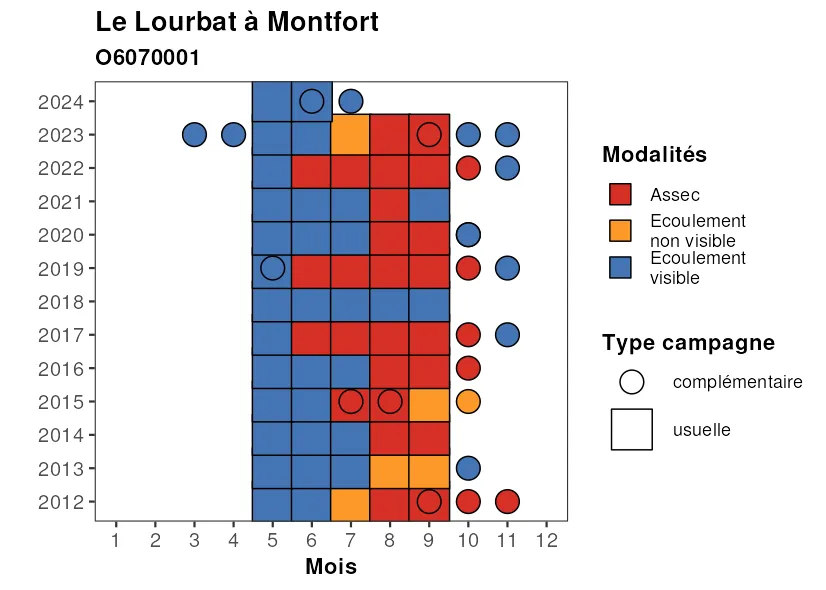 Le Lourbat à Montfort
O6070001
2024
2023
2022
2021
2020
2019
2018
2017
2016
2015
2014
2013
2012
1 2 3 4 5 6 7 8 9 10 11 12
Mois
Modalités
Assec
Ecoulement
non visible
Ecoulement
visible
Type campagne
complémentaire
usuelle